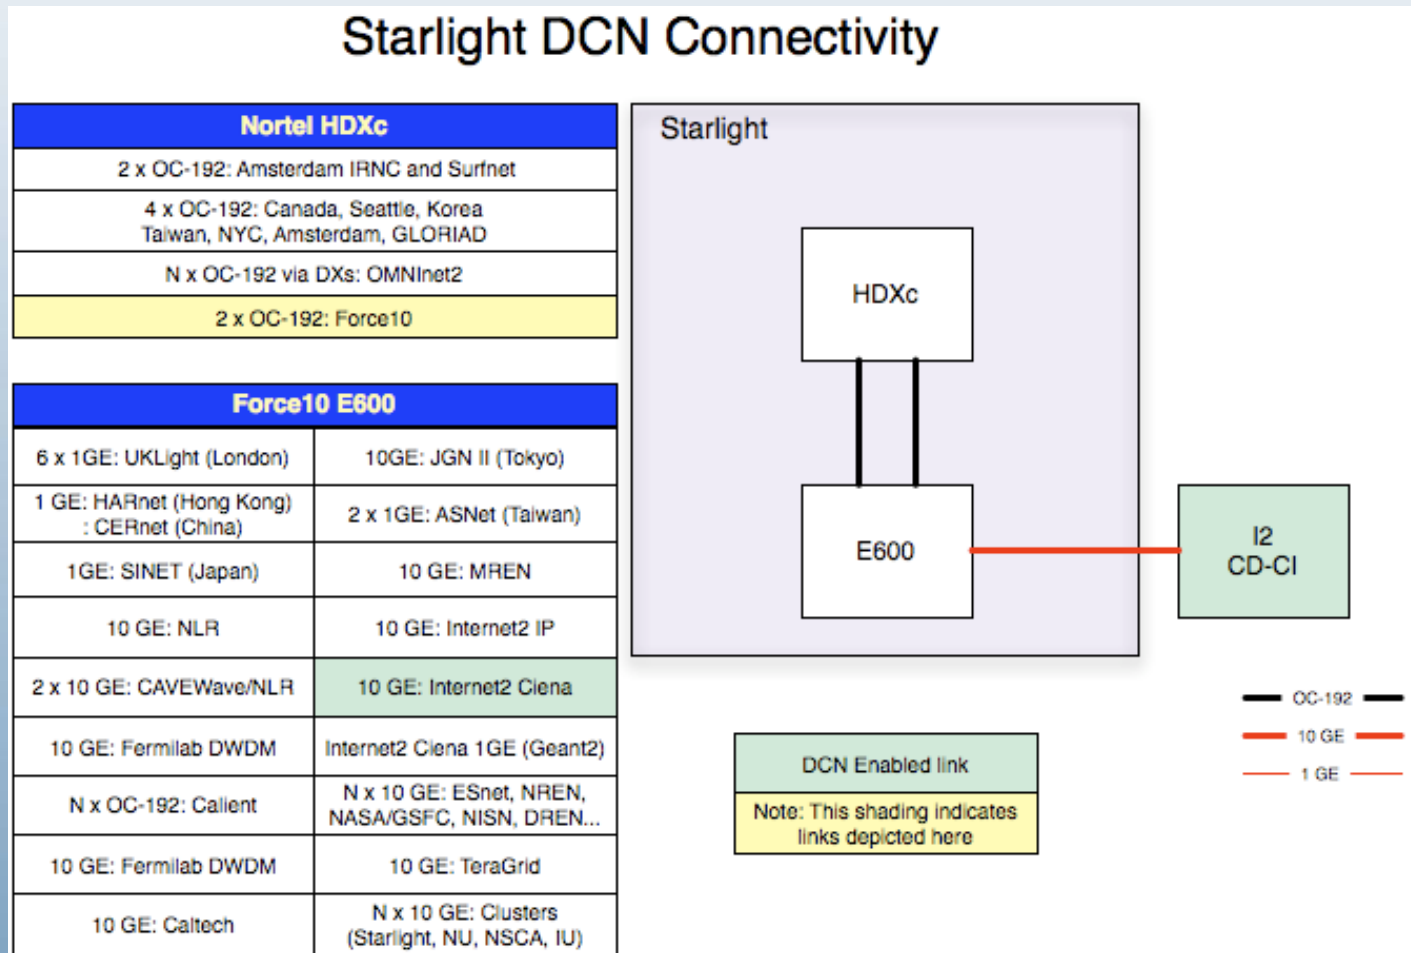 Starlight DCN Connectivity
Nortel HDXc
2 x OC-192: Amsterdam IRNC and Surfnet
4 x OC-192: Canada, Seattle, Korea
Taiwan, NYC, Amsterdam, GLORIAD
N x OC-192 via DXs: OMNInet2
2 x OC-192: Force10
Force10 E600
6 x 1GE: UKLight (London)
10GE: JGN II (Tokyo)
1 GE: HARnet (Hong Kong)
: CERnet (China)
2 x 1GE: ASNet (Taiwan)
1GE: SINET (Japan)
10 GE: MREN
10 GE: NLR
10 GE: Internet2 IP
2 x 10 GE: CAVEWave/NLR
10 GE: Internet2 Ciena
10 GE: Fermilab DWDM
Internet2 Ciena 1GE (Geant2)
N x OC-192: Calient
N x 10 GE: ESnet, NREN,
NASA/GSFC, NISN, DREN...
10 GE: Fermilab DWDM
10 GE: TeraGrid
10 GE: Caltech
N x 10 GE: Clusters
(Starlight, NU, NSCA, IU)
Starlight
HDXc
E600
I2
CD-CI
OC-192
10 GE
1 GE
DCN Enabled link
Note: This shading indicates
links depicted here